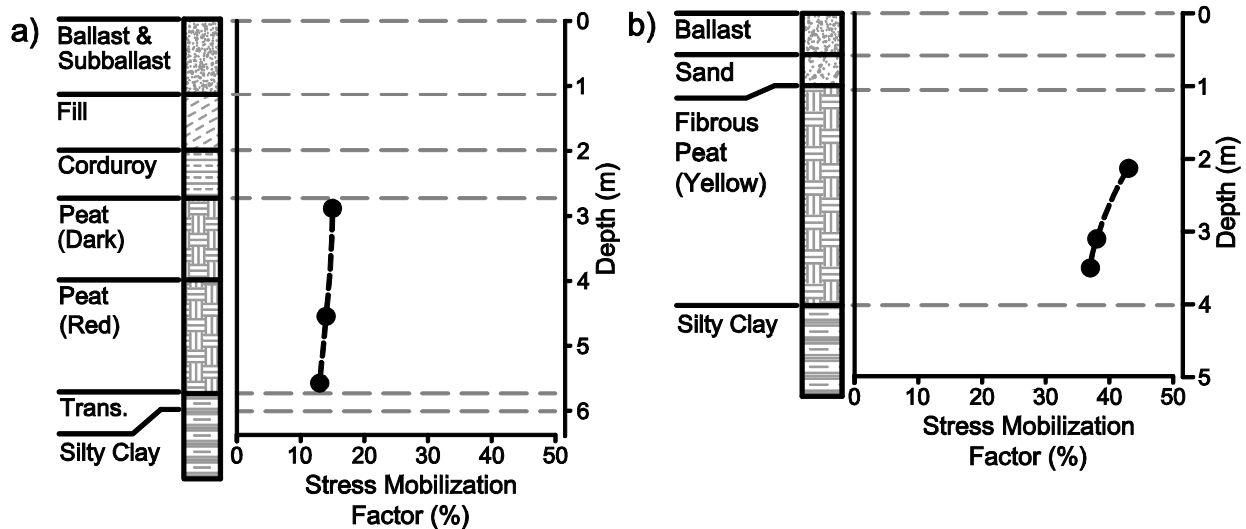 a)
Ballast &
Subballast
Fill
Corduroy
Peat
(Dark)
Peat
(Red)
Trans.
Silty Clay
0
1
2
3
4
5
6
Depth (m)
0 10 20 30 40 50
Stress Mobilization
Factor (%)
b)
Ballast
Sand
Fibrous
Peat
(Yellow)
Silty Clay
0
1
2
3
4
5
Depth (m)
0 10 20 30 40 50
Stress Mobilization
Factor (%)